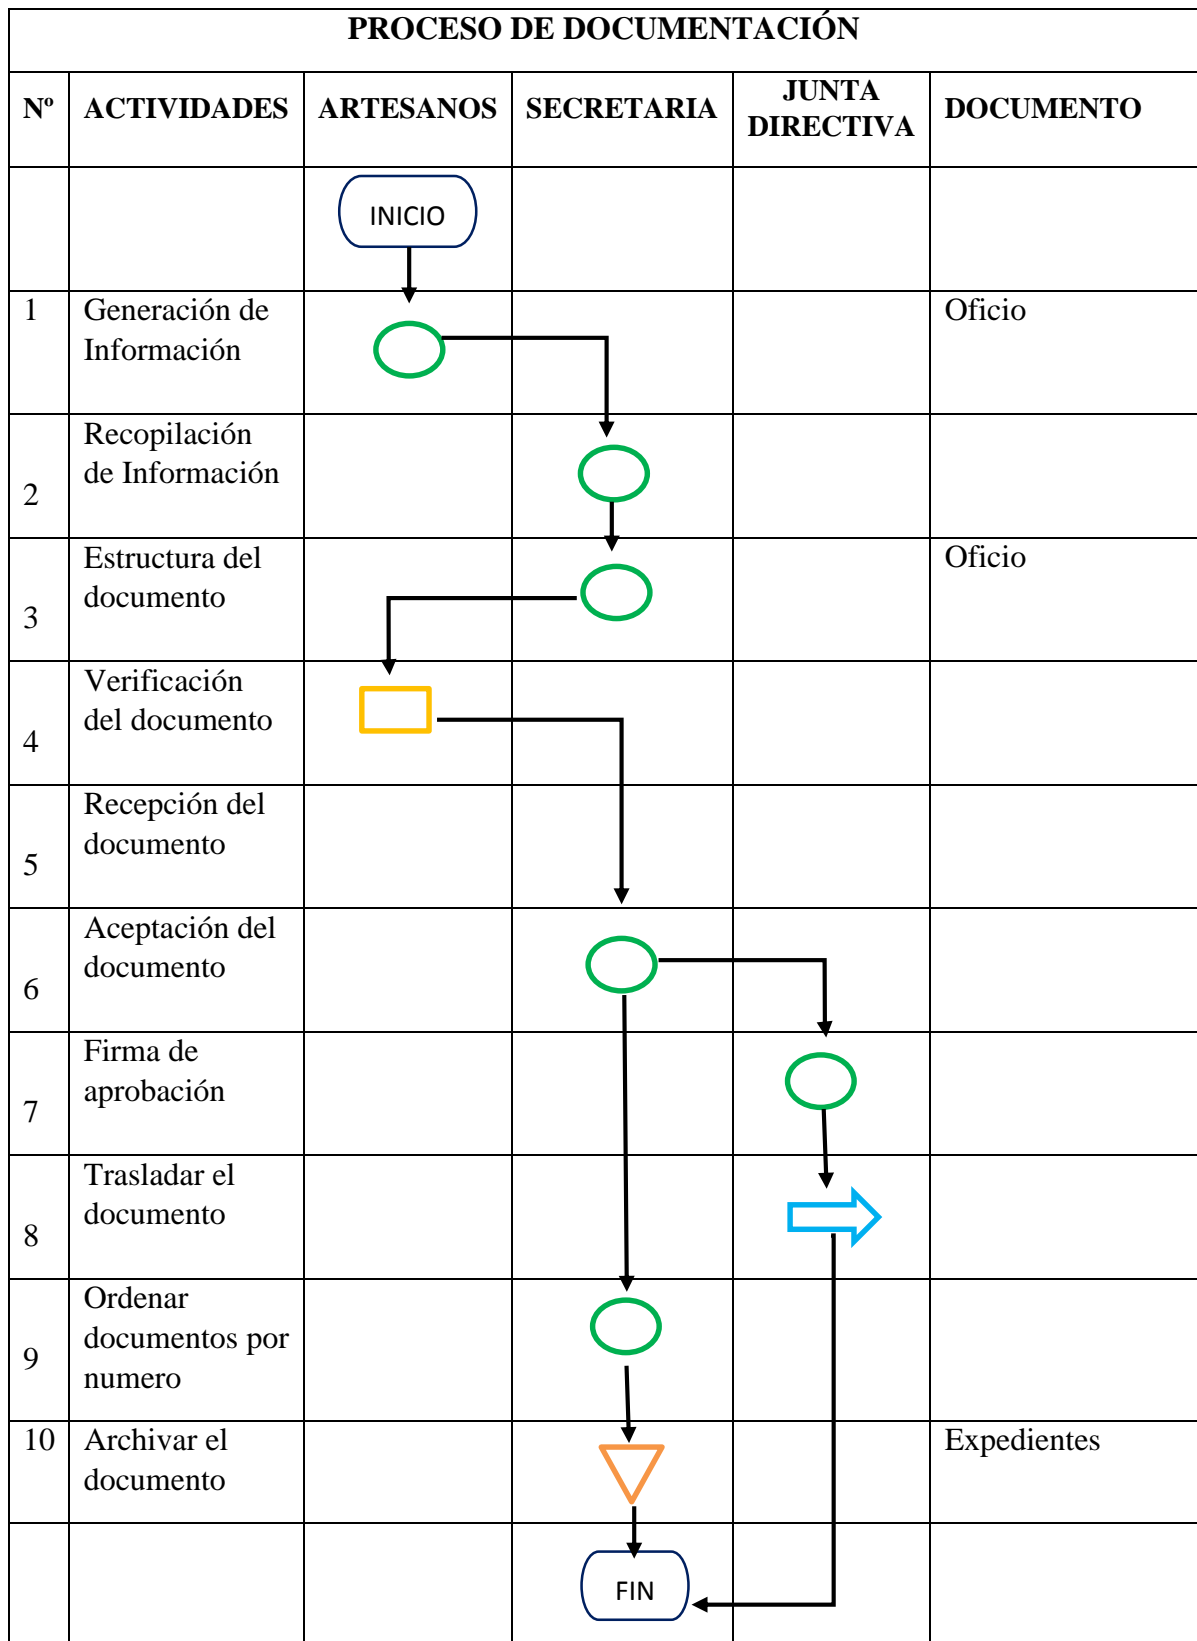 PROCESO DE DOCUMENTACIÓN
Nº
ACTIVIDADES
ARTESANOS
SECRETARIA
JUNTA
DIRECTIVA
DOCUMENTO
INICIO
1
Generación de
Información
Oficio
Recopilación
de Información
2
Estructura del
documento
3
Oficio
Verificación
del documento
4
Recepción del
documento
5
Aceptación del
documento
6
Firma de
aprobación
7
Trasladar el
documento
8
Ordenar
documentos por
numero
9
10
Archivar el
documento
Expedientes
FIN